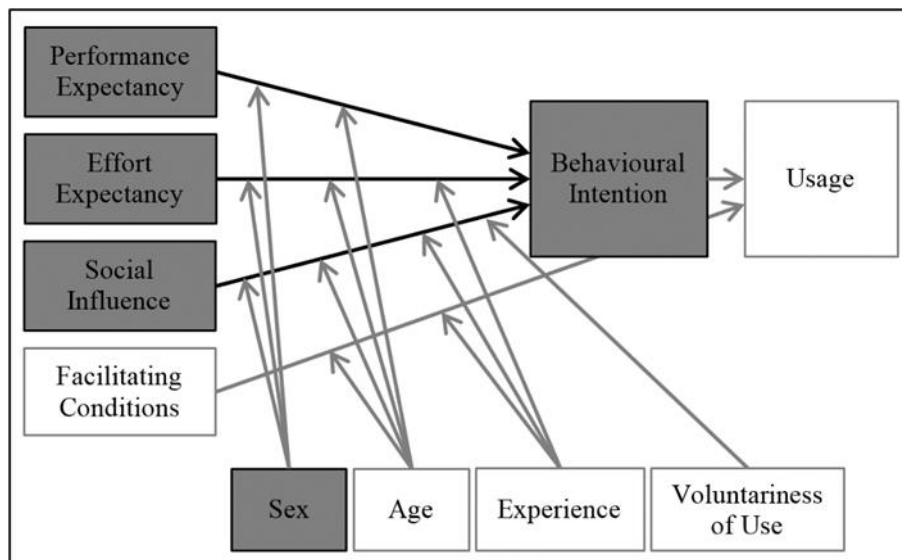 Performance
Expectancy
Effort
Expectancy
Social
Influence
Facilitating
Conditions
Behavioural
Intention
Usage
Sex
Age
Experience
Voluntariness
of Use